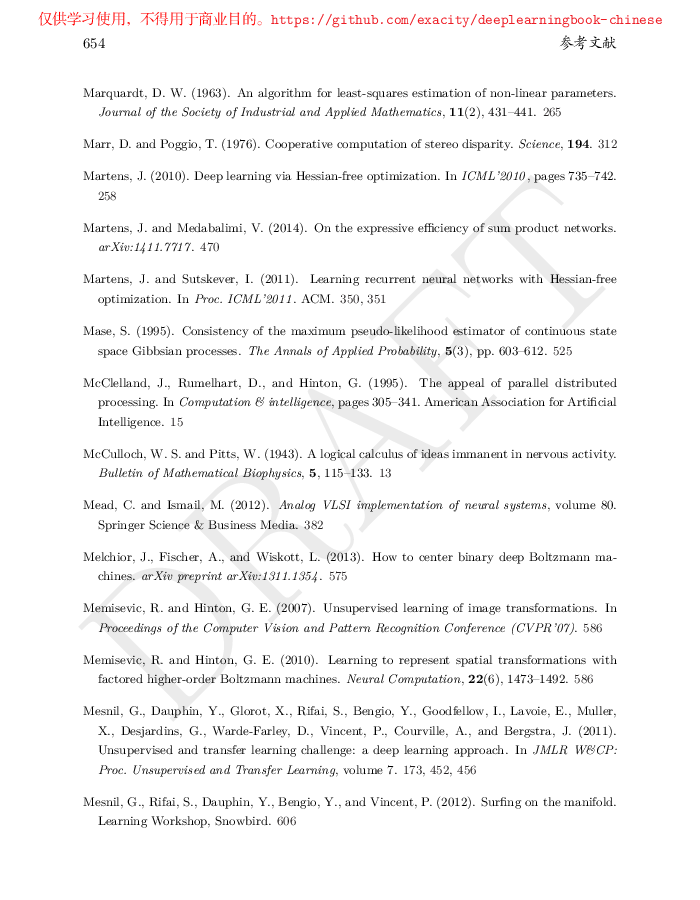 仅供学习使用，不得用于商业目的。https://github.com/exacity/deeplearningbook-chinese
654 参考文献
Marquardt, D. W. (1963). An algorithm for least-squares estimation of non-linear parameters.
Journal of the Society of Industrial and Applied Mathematics, 11(2), 431–441. 265
Marr, D. and Poggio, T. (1976). Cooperative computation of stereo disparity. Science, 194. 312
Martens, J. (2010). Deep learning via Hessian-free optimization. In ICML'2010, pages 735–742.
258
Martens, J. and Medabalimi, V. (2014). On the expressive efficiency of sum product networks.
arXiv:1411.7717. 470
Martens, J. and Sutskever, I. (2011). Learning recurrent neural networks with Hessian-free
optimization. In Proc. ICML'2011. ACM. 350, 351
Mase, S. (1995). Consistency of the maximum pseudo-likelihood estimator of continuous state
space Gibbsian processes. The Annals of Applied Probability, 5(3), pp. 603–612. 525
McClelland, J., Rumelhart, D., and Hinton, G. (1995). The appeal of parallel distributed
processing. In Computation & intelligence, pages 305–341. American Association for Artificial
Intelligence. 15
McCulloch, W. S. and Pitts, W. (1943). A logical calculus of ideas immanent in nervous activity.
Bulletin of Mathematical Biophysics, 5, 115–133. 13
Mead, C. and Ismail, M. (2012). Analog VLSI implementation of neural systems, volume 80.
Springer Science & Business Media. 382
Melchior, J., Fischer, A., and Wiskott, L. (2013). How to center binary deep Boltzmann ma-
chines. arXiv preprint arXiv:1311.1354. 575
Memisevic, R. and Hinton, G. E. (2007). Unsupervised learning of image transformations. In
Proceedings of the Computer Vision and Pattern Recognition Conference (CVPR'07). 586
Memisevic, R. and Hinton, G. E. (2010). Learning to represent spatial transformations with
factored higher-order Boltzmann machines. Neural Computation, 22(6), 1473–1492. 586
Mesnil, G., Dauphin, Y., Glorot, X., Rifai, S., Bengio, Y., Goodfellow, I., Lavoie, E., Muller,
X., Desjardins, G., Warde-Farley, D., Vincent, P., Courville, A., and Bergstra, J. (2011).
Unsupervised and transfer learning challenge: a deep learning approach. In JMLR W&CP:
Proc. Unsupervised and Transfer Learning, volume 7. 173, 452, 456
Mesnil, G., Rifai, S., Dauphin, Y., Bengio, Y., and Vincent, P. (2012). Surfing on the manifold.
Learning Workshop, Snowbird. 606
DRAFT